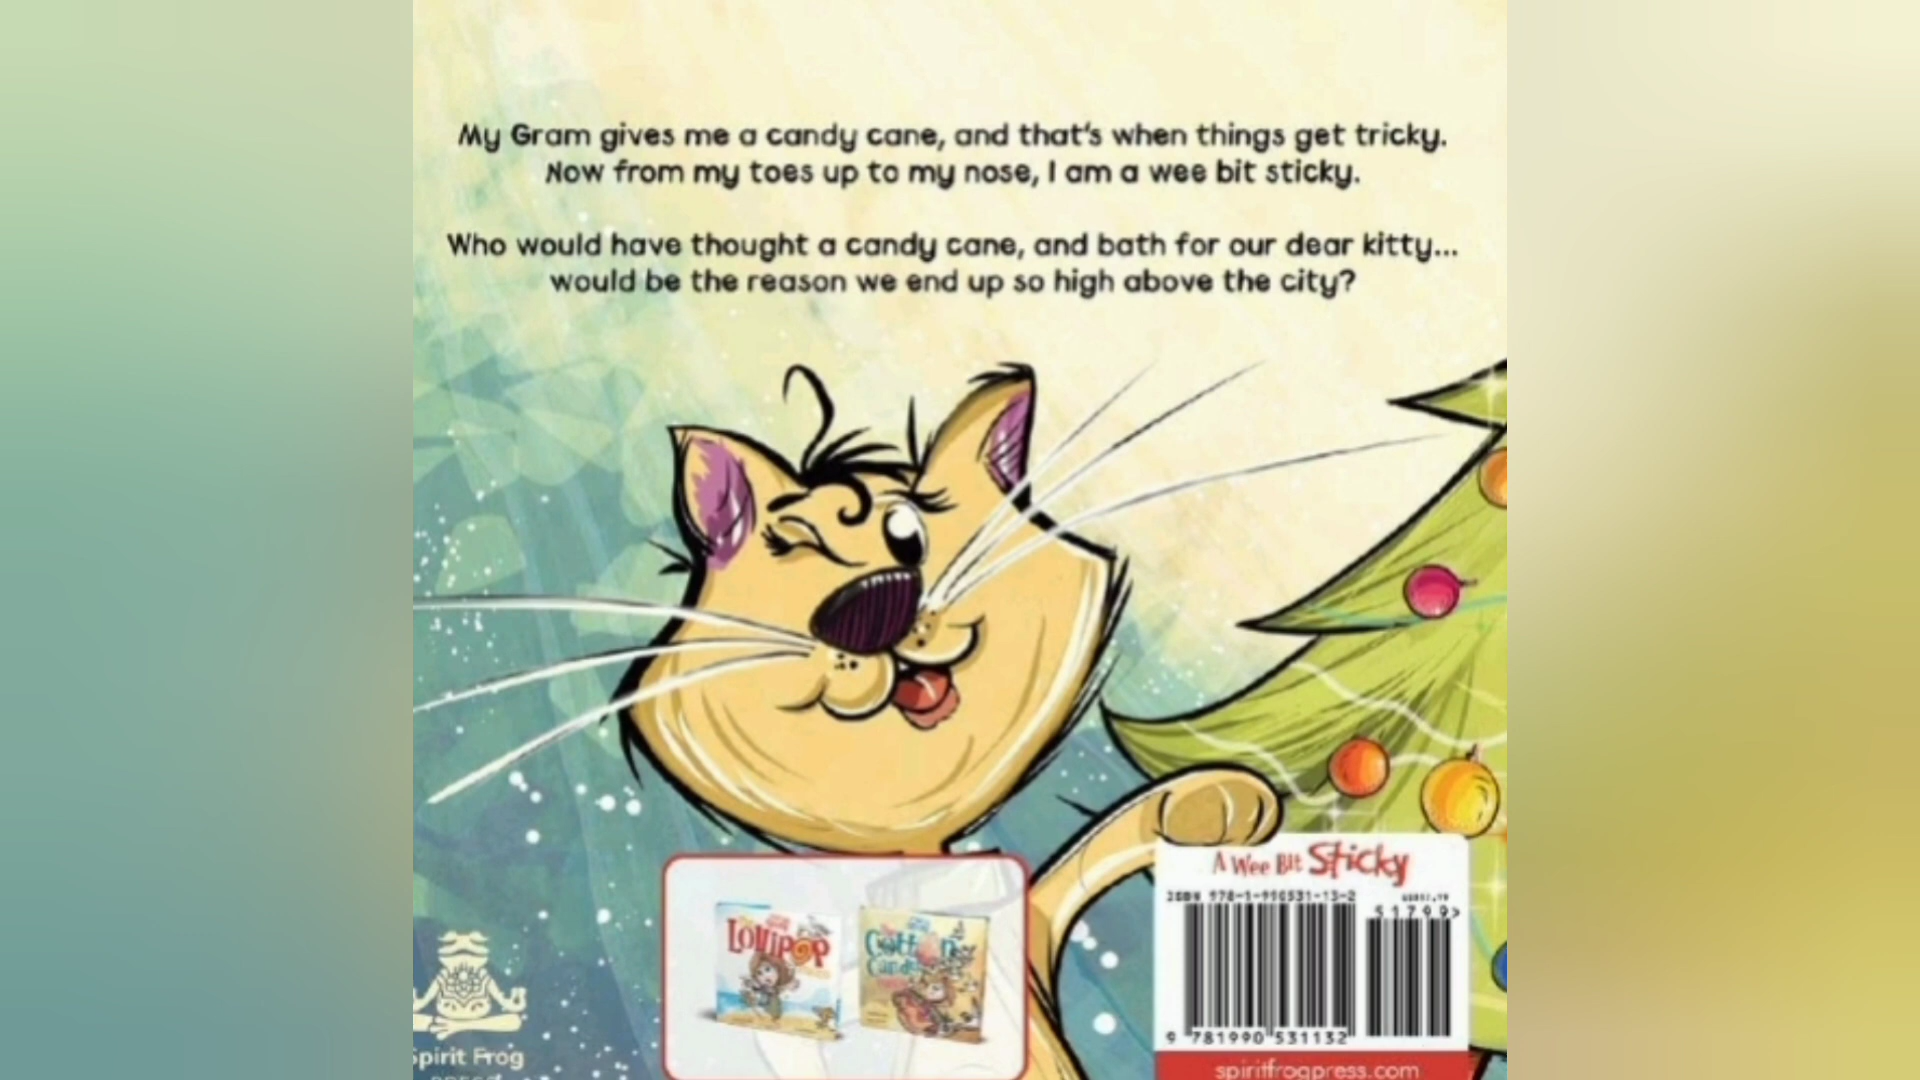 My Gram gives me a candy cane, and that's when things get tricky.
Now from my toes up to my nose, I am a wee bit sticky.
Who would have thought a candy cane, and bath for our dear kitty...
would be the reason we end up so high above the city?
Lollipop
Cotton
Candy
A Wee Bit Sticky
ISBN 978-1-990531-13-2
51799>
9 781990 531132
Spirit Frog
PRESS
spiritfrogpress.com